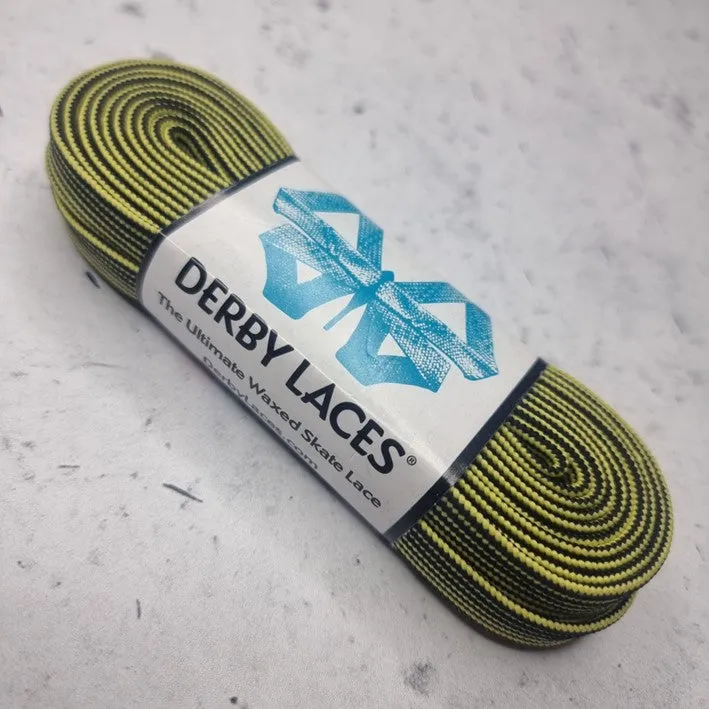 DERBY LACES®
The Ultimate Waxed Skate Lace
DerbyLaces.com